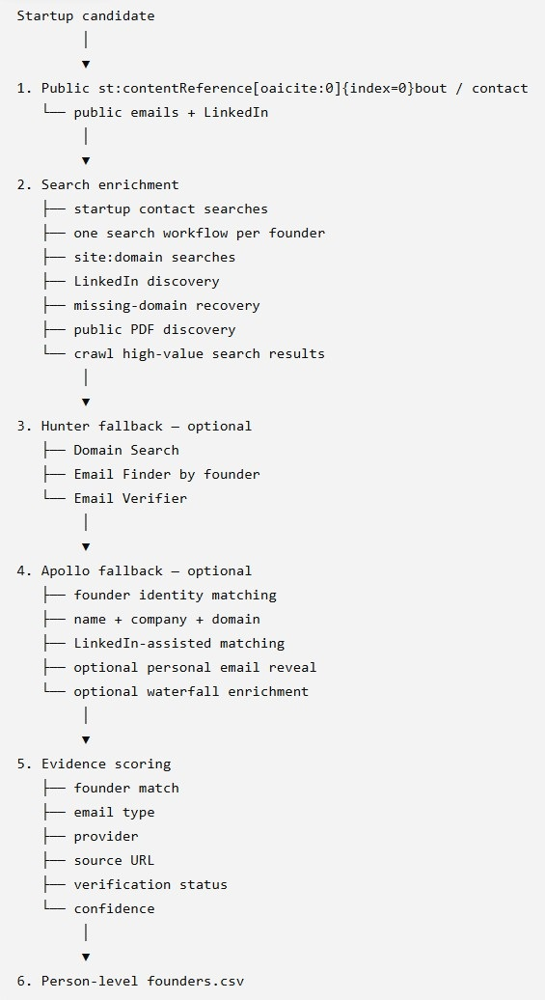 Startup candidate
│
▼
1. Public st:contentReference[oaicite:0]{index=0}bout / contact
└── public emails + LinkedIn
│
▼
2. Search enrichment
├── startup contact searches
├── one search workflow per founder
├── site:domain searches
├── LinkedIn discovery
├── missing-domain recovery
├── public PDF discovery
└── crawl high-value search results
│
▼
3. Hunter fallback — optional
├── Domain Search
├── Email Finder by founder
└── Email Verifier
│
▼
4. Apollo fallback — optional
├── founder identity matching
├── name + company + domain
├── LinkedIn-assisted matching
├── optional personal email reveal
└── optional waterfall enrichment
│
▼
5. Evidence scoring
├── founder match
├── email type
├── provider
├── source URL
├── verification status
└── confidence
│
▼
6. Person-level founders.csv